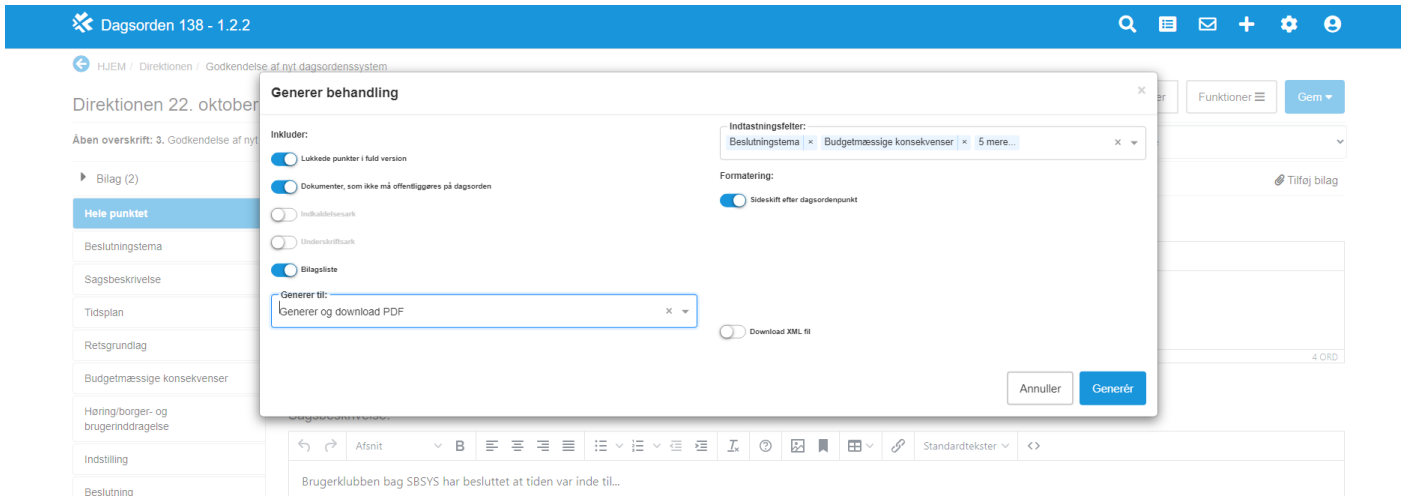 Dagsorden 138 - 1.2.2
HJEM / Direktionen / Godkendelse af nyt dagsordenssystem
Direktionen 22. oktober
er
Funktioner
Gem
Åben overskrift: 3. Godkendelse af nyt
Bilag (2)
Tilføj bilag
Hele punktet
Beslutningstema
Sagsbeskrivelse
Tidsplan
Retsgrundlag
Budgetmæssige konsekvenser
Høring/borger- og
brugerinddragelse
Indstilling
Beslutning
Generer behandling
×
Inkluder:
Lukkede punkter i fuld version
Dokumenter, som ikke må offentliggøres på dagsorden
Indkaldelsesark
Underskriftsark
Bilagsliste
Generer til:
Generer og download PDF ×
Indtastningsfelter:
Beslutningstema × Budgetmæssige konsekvenser × 5 mere... ×
Formatering:
Sideskift efter dagsordenpunkt
Download XML fil
Annuller
Generér
4 ORD
Sagsbeskrivelse:
Afsnit
B
Standardtekster
Brugerklubben bag SBSYS har besluttet at tiden var inde til...